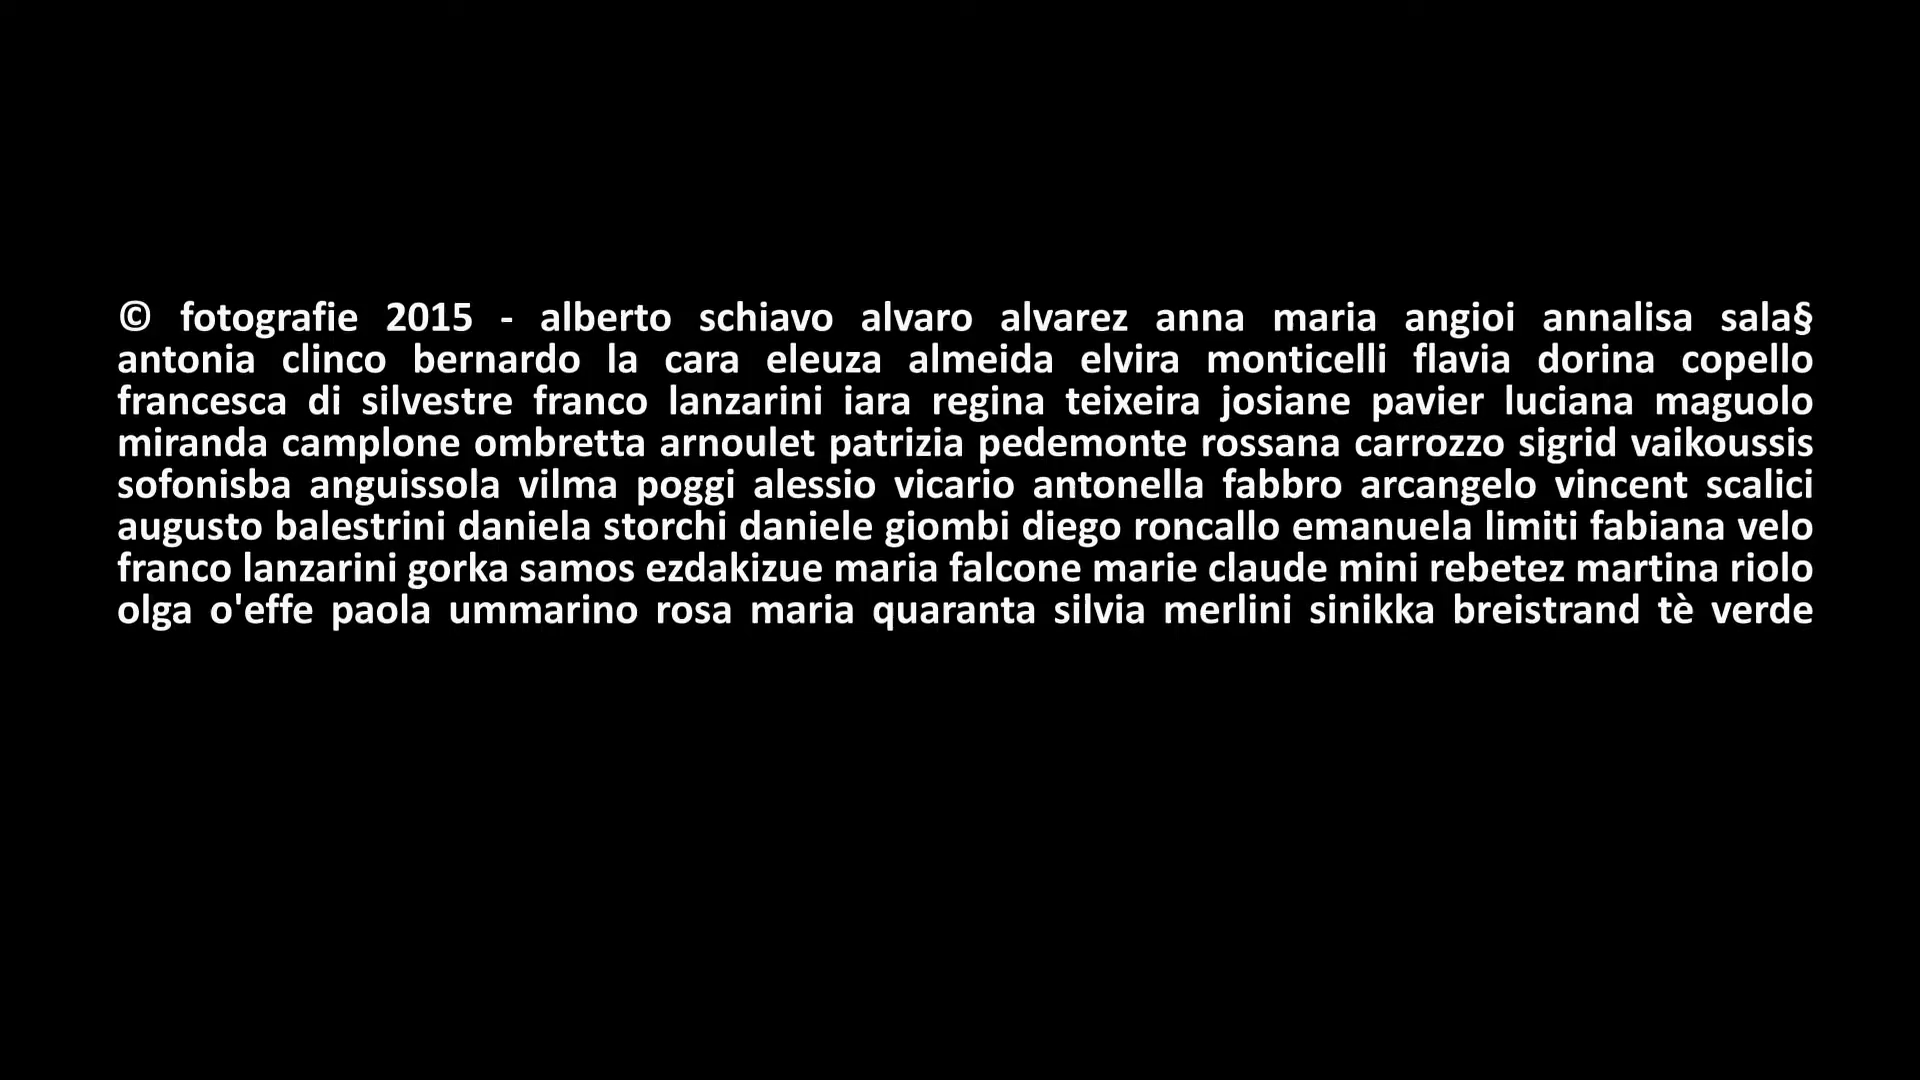 © fotografie 2015 - alberto schiavo alvaro alvarez anna maria angioi annalisa sala§
antonia clinco bernardo la cara eleuza almeida elvira monticelli flavia dorina copello
francesca di silvestre franco lanzarini iara regina teixeira josiane pavier luciana maguolo
miranda camplone ombretta arnoulet patrizia pedemonte rossana carrozzo sigrid vaikoussis
sofonisba anguissola vilma poggi alessio vicario antonella fabbro arcangelo vincent scalici
augusto balestrini daniela storchi daniele giombi diego roncallo emanuela limiti fabiana velo
franco lanzarini gorka samos ezdakizue maria falcone marie claude mini rebetez martina riolo
olga o'effe paola ummarino rosa maria quaranta silvia merlini sinikka breistrand tè verde